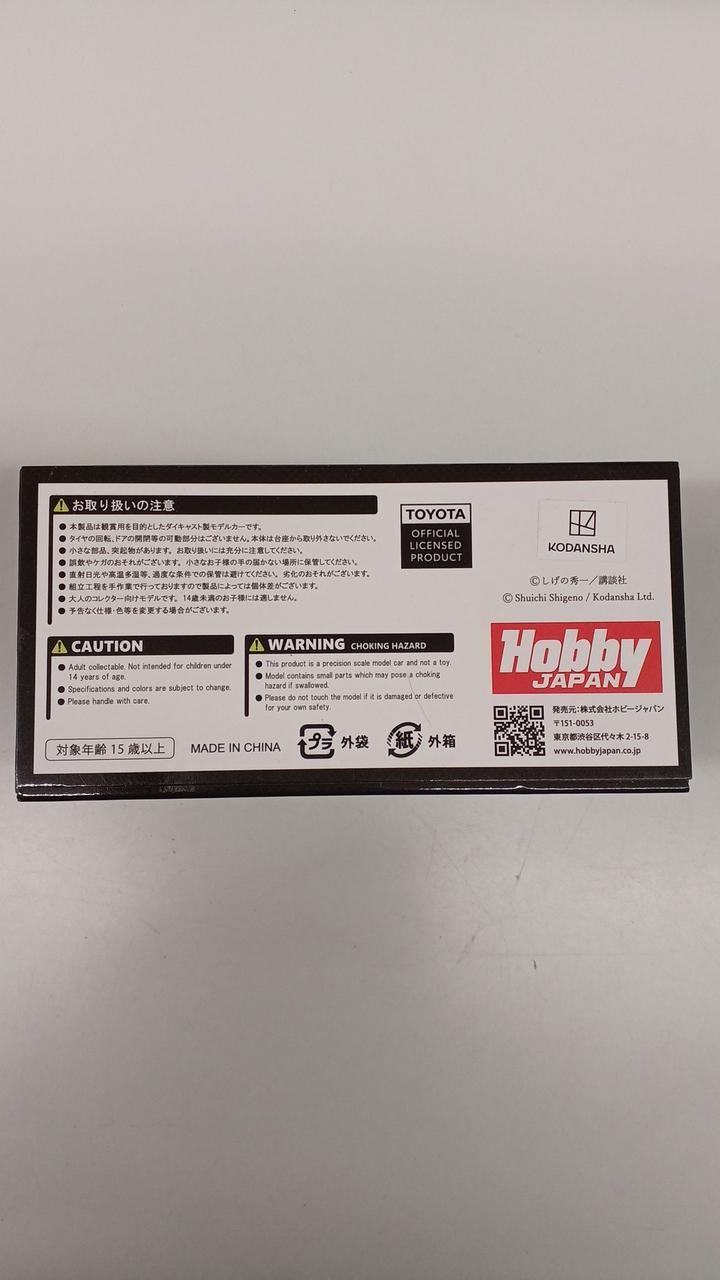 お取り扱いの注意
● 本製品は観賞用を目的としたダイキャスト製モデルカーです。
● タイヤの回転、ドアの開閉等の可動部分はございません。本体は台座から取り外さないでください。
● 小さな部品、突起物があります。お取り扱いには充分に注意してください。
● 誤飲やケガのおそれがございます。小さなお子様の手の届かない場所に保管してください。
● 直射日光や高温多湿等、過度な条件での保管は避けてください。劣化のおそれがございます。
● 組立工程を手作業で行っておりますので製品によっては個体差がございます。
● 大人のコレクター向けモデルです。14歳未満のお子様には適しません。
● 予告なく仕様・色等を変更する場合がございます。
TOYOTA
OFFICIAL
LICENSED
PRODUCT
KODANSHA
©しげの秀一／講談社
© Shuichi Shigeno / Kodansha Ltd.
CAUTION
● Adult collectable. Not intended for children under
14 years of age.
● Specifications and colors are subject to change.
● Please handle with care.
WARNING CHOKING HAZARD
● This product is a precision scale model car and not a toy.
● Model contains small parts which may pose a choking
hazard if swallowed.
● Please do not touch the model if it is damaged or defective
for your own safety.
Hobby
JAPAN
発売元：株式会社ホビージャパン
〒151-0053
東京都渋谷区代々木 2-15-8
www.hobbyjapan.co.jp
対象年齢 15 歳以上
MADE IN CHINA
プラ 外袋
紙 外箱